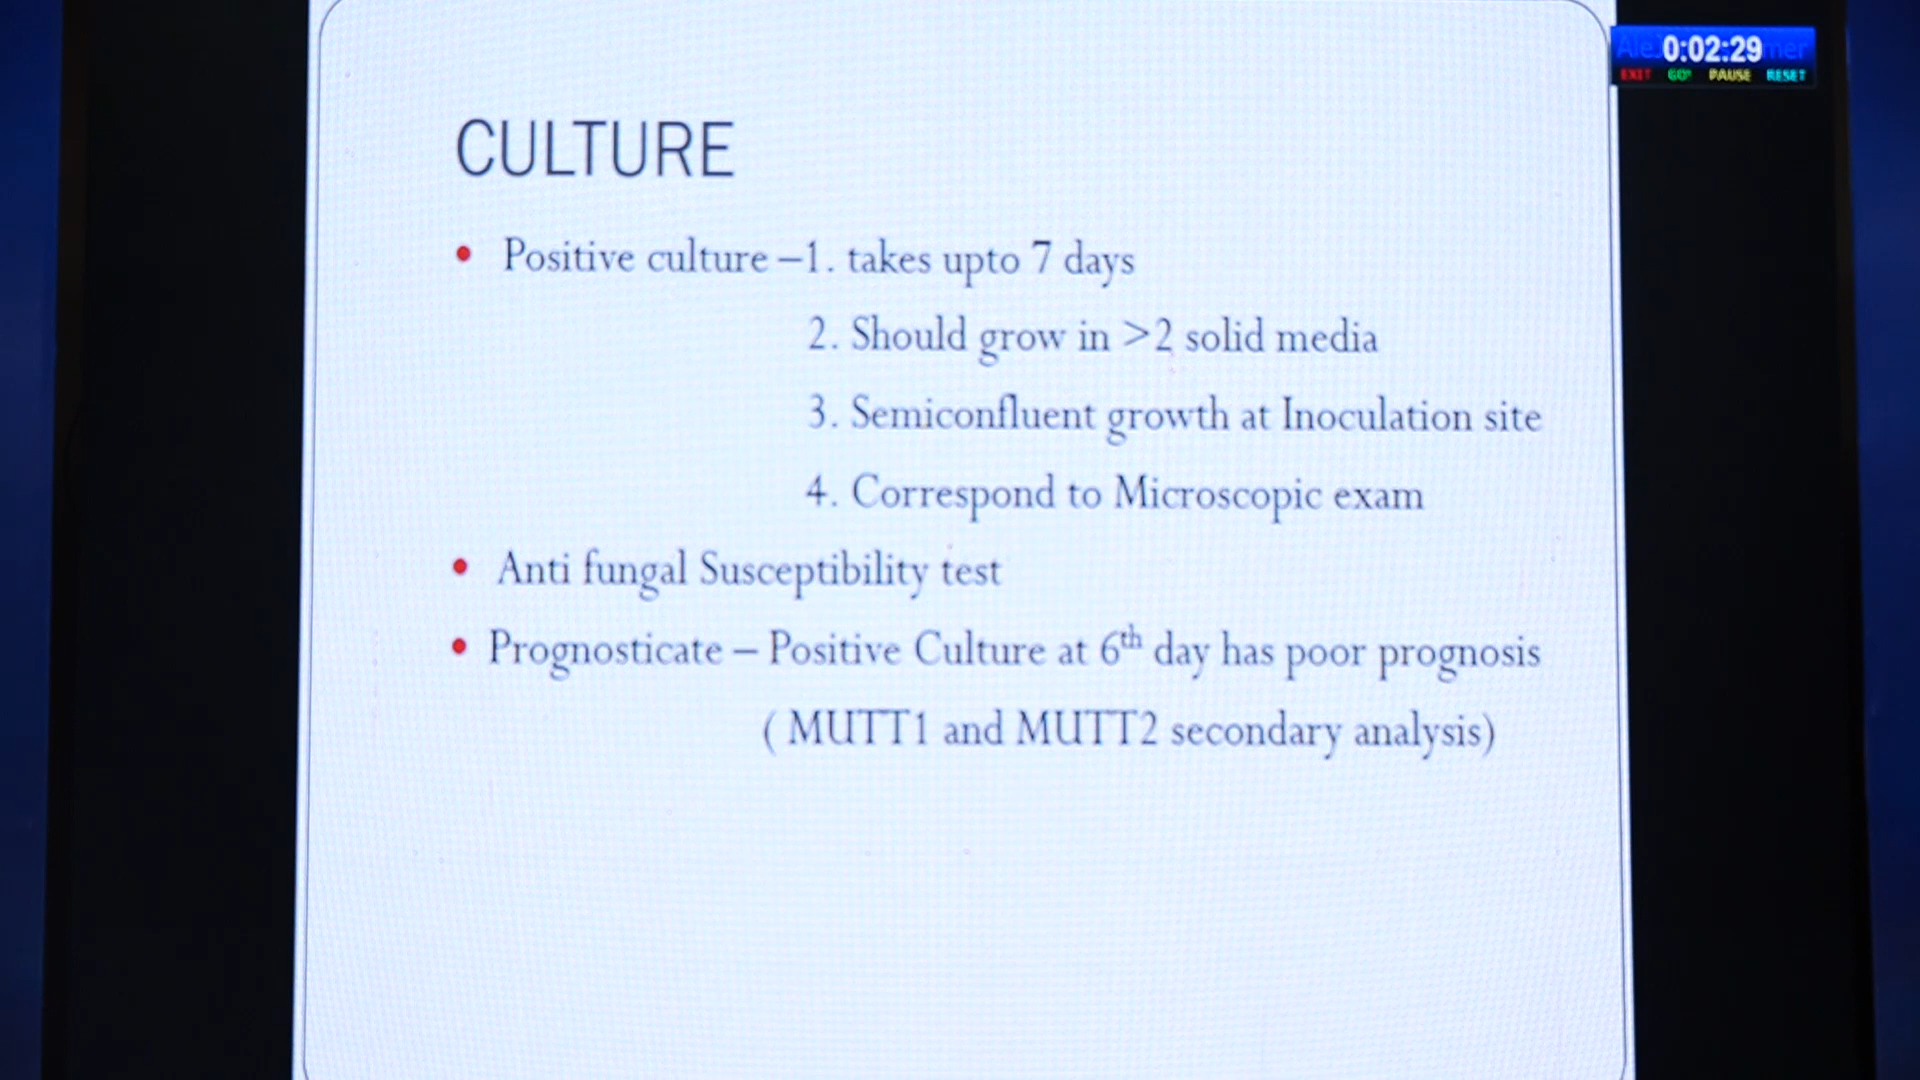 0:02:29
EXIT GO! PAUSE RESET
CULTURE
• Positive culture –1. takes upto 7 days
2. Should grow in >2 solid media
3. Semiconfluent growth at Inoculation site
4. Correspond to Microscopic exam
• Anti fungal Susceptibility test
• Prognosticate – Positive Culture at 6th day has poor prognosis
( MUTT1 and MUTT2 secondary analysis)